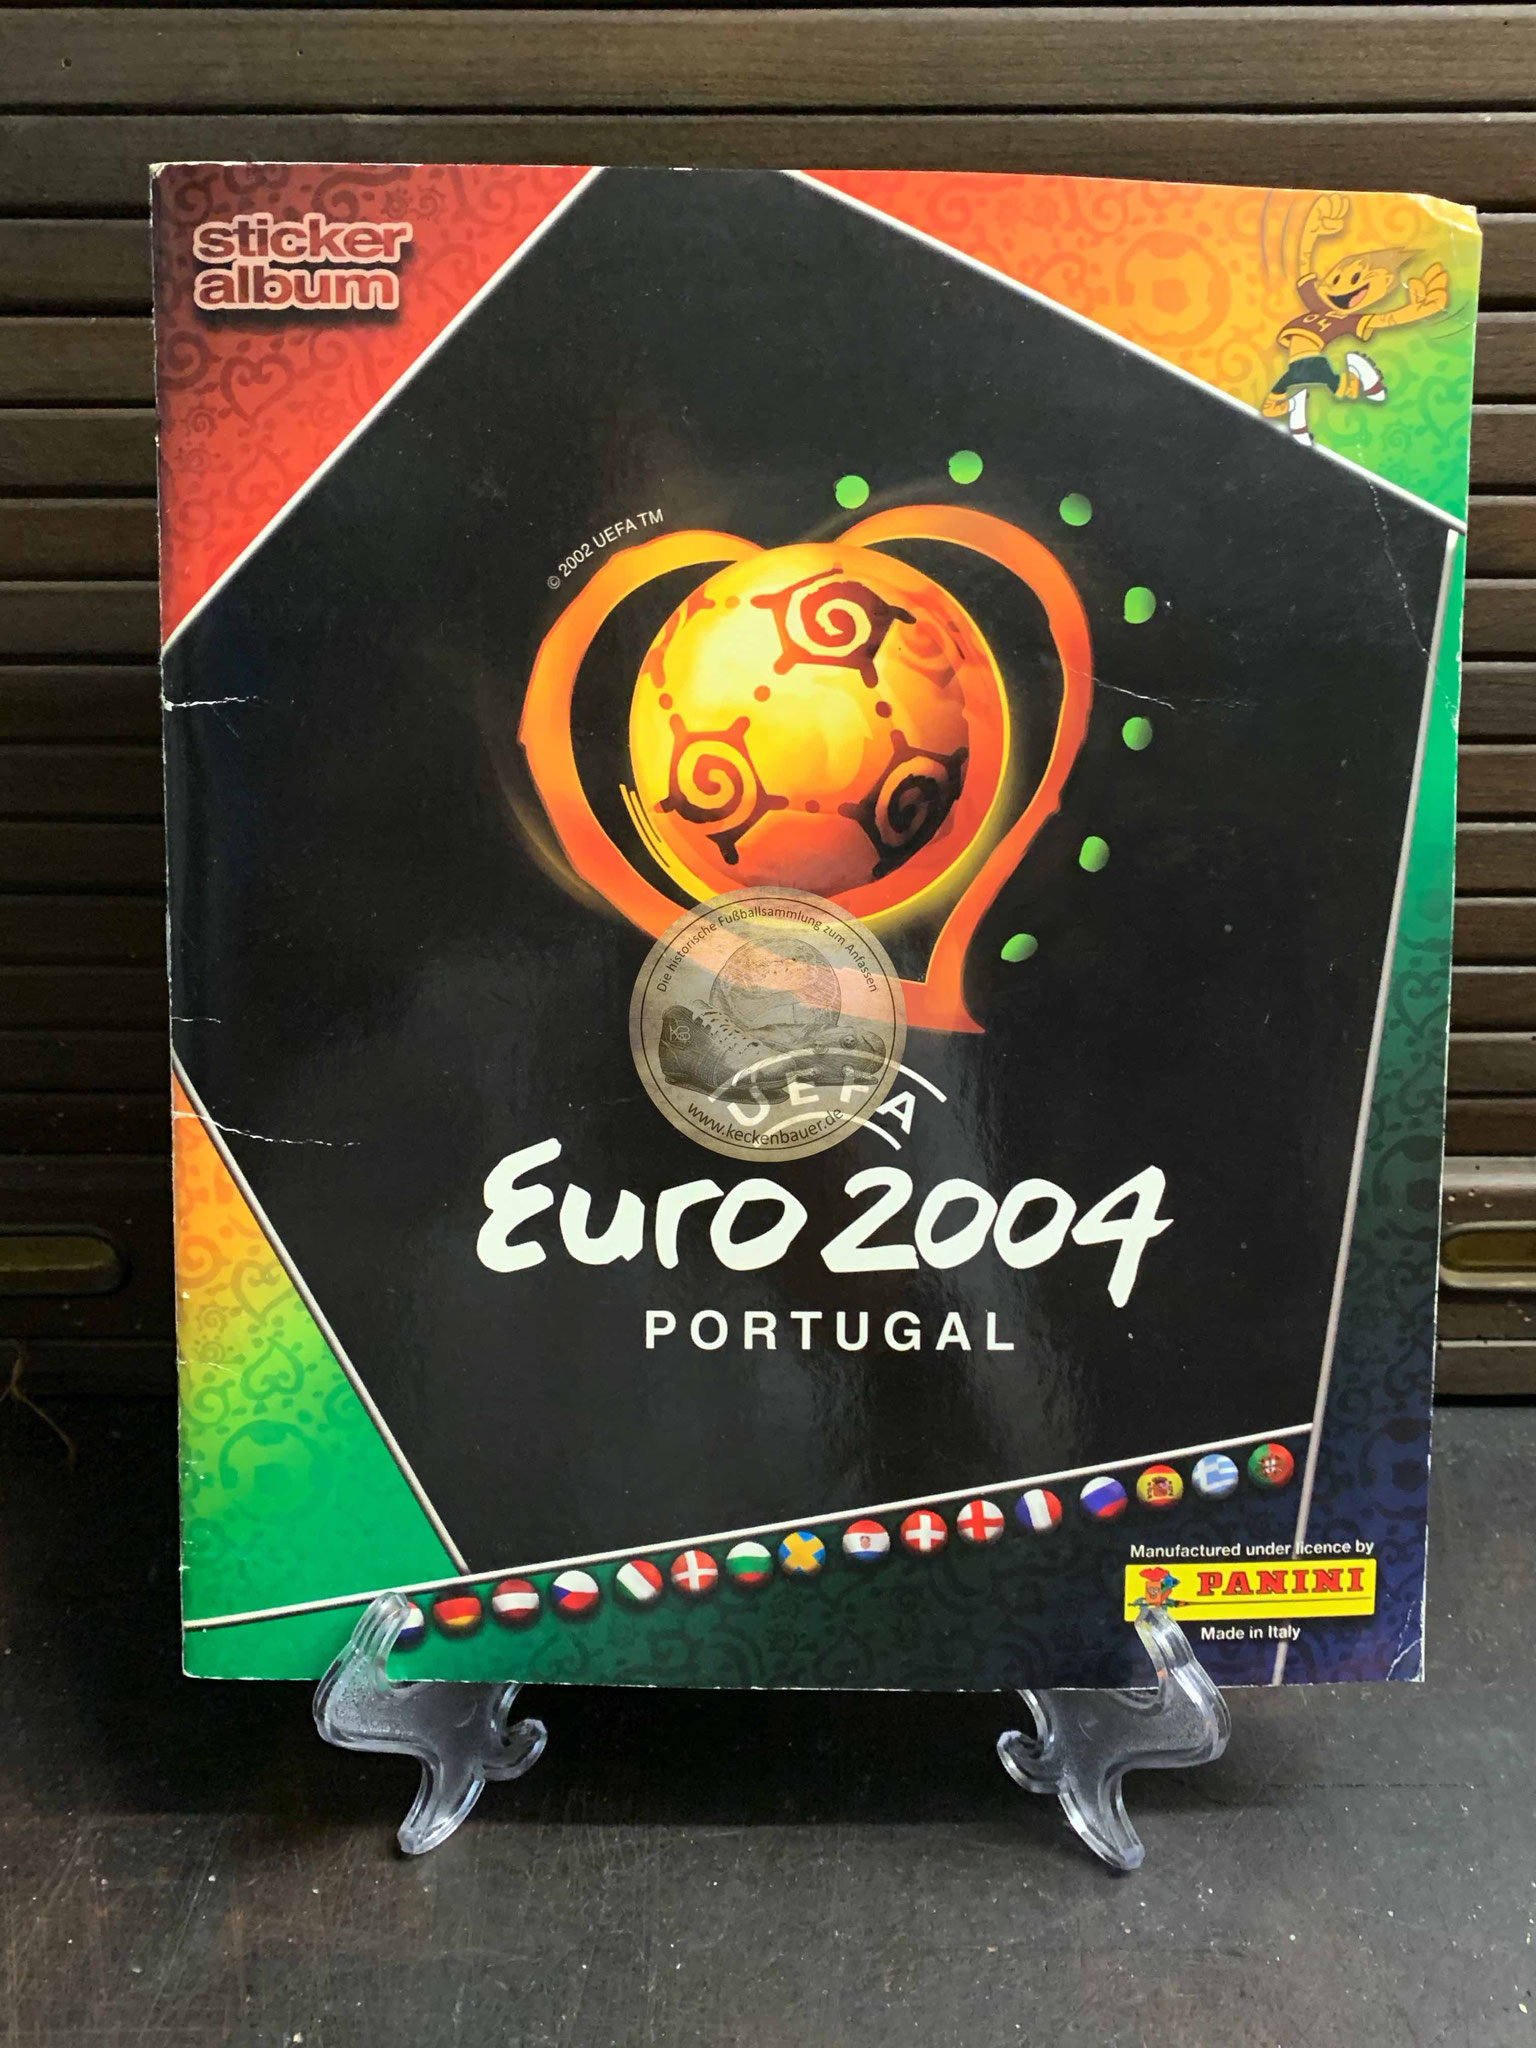 sticker
album
04
© 2002 UEFA TM
Die historische Fußballsammlung zum Anfassen
www.keckenbauer.de
UEFA
Euro 2004
PORTUGAL
Manufactured under licence by
PANINI
Made in Italy